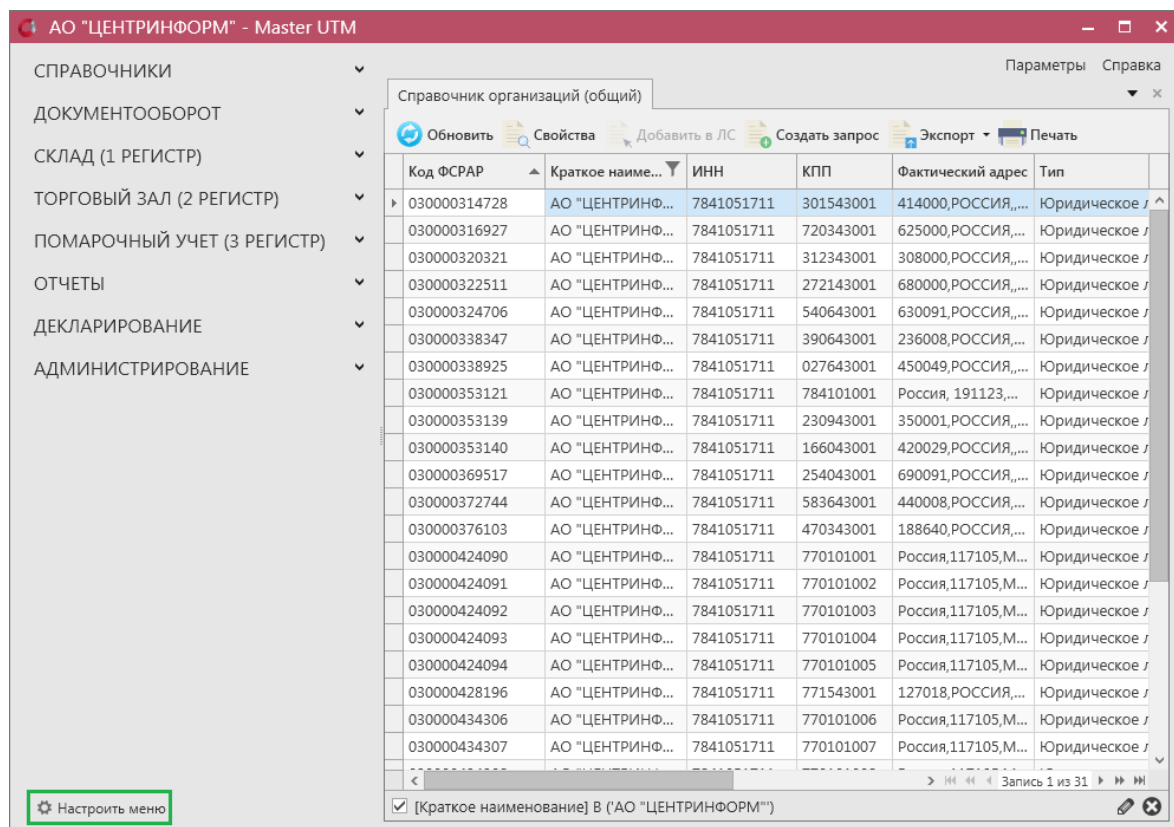 АО "ЦЕНТРИНФОРМ" - Master UTM
Параметры Справка
СПРАВОЧНИКИ
ДОКУМЕНТООБОРОТ
СКЛАД (1 РЕГИСТР)
ТОРГОВЫЙ ЗАЛ (2 РЕГИСТР)
ПОМАРОЧНЫЙ УЧЕТ (3 РЕГИСТР)
ОТЧЕТЫ
ДЕКЛАРИРОВАНИЕ
АДМИНИСТРИРОВАНИЕ
Настроить меню
Справочник организаций (общий)
Обновить Свойства Добавить в ЛС Создать запрос Экспорт Печать
Код ФСРАР Краткое наиме... ИНН КПП Фактический адрес Тип
030000314728 АО "ЦЕНТРИНФ... 7841051711 301543001 414000,РОССИЯ,,... Юридическое л
030000316927 АО "ЦЕНТРИНФ... 7841051711 720343001 625000,РОССИЯ,... Юридическое л
030000320321 АО "ЦЕНТРИНФ... 7841051711 312343001 308000,РОССИЯ,,... Юридическое л
030000322511 АО "ЦЕНТРИНФ... 7841051711 272143001 680000,РОССИЯ,,... Юридическое л
030000324706 АО "ЦЕНТРИНФ... 7841051711 540643001 630091,РОССИЯ,,... Юридическое л
030000338347 АО "ЦЕНТРИНФ... 7841051711 390643001 236008,РОССИЯ,... Юридическое л
030000338925 АО "ЦЕНТРИНФ... 7841051711 027643001 450049,РОССИЯ,,... Юридическое л
030000353121 АО "ЦЕНТРИНФ... 7841051711 784101001 Россия, 191123,... Юридическое л
030000353139 АО "ЦЕНТРИНФ... 7841051711 230943001 350001,РОССИЯ,,... Юридическое л
030000353140 АО "ЦЕНТРИНФ... 7841051711 166043001 420029,РОССИЯ,,... Юридическое л
030000369517 АО "ЦЕНТРИНФ... 7841051711 254043001 690091,РОССИЯ,,... Юридическое л
030000372744 АО "ЦЕНТРИНФ... 7841051711 583643001 440008,РОССИЯ,... Юридическое л
030000376103 АО "ЦЕНТРИНФ... 7841051711 470343001 188640,РОССИЯ,... Юридическое л
030000424090 АО "ЦЕНТРИНФ... 7841051711 770101001 Россия,117105,М... Юридическое л
030000424091 АО "ЦЕНТРИНФ... 7841051711 770101002 Россия,117105,М... Юридическое л
030000424092 АО "ЦЕНТРИНФ... 7841051711 770101003 Россия,117105,М... Юридическое л
030000424093 АО "ЦЕНТРИНФ... 7841051711 770101004 Россия,117105,М... Юридическое л
030000424094 АО "ЦЕНТРИНФ... 7841051711 770101005 Россия,117105,М... Юридическое л
030000428196 АО "ЦЕНТРИНФ... 7841051711 771543001 127018,РОССИЯ,... Юридическое л
030000434306 АО "ЦЕНТРИНФ... 7841051711 770101006 Россия,117105,М... Юридическое л
030000434307 АО "ЦЕНТРИНФ... 7841051711 770101007 Россия,117105,М... Юридическое л
Запись 1 из 31
[Краткое наименование] В ('АО "ЦЕНТРИНФОРМ"')